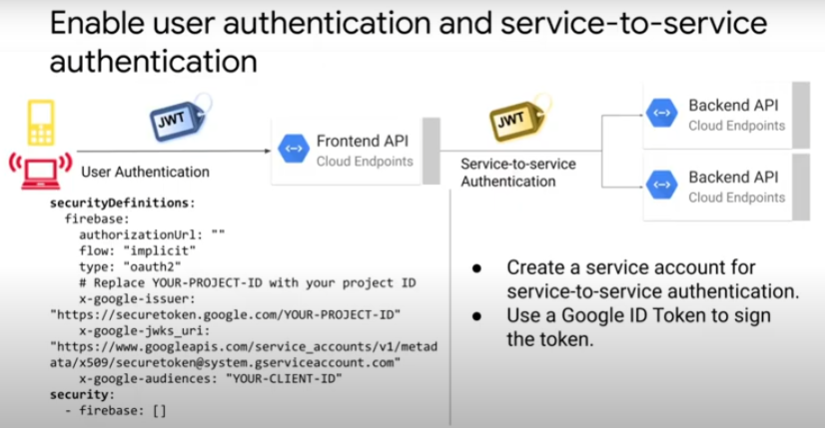 Enable user authentication and service-to-service
authentication
JWT
User Authentication
Frontend API
Cloud Endpoints
JWT
Service-to-service
Authentication
Backend API
Cloud Endpoints
Backend API
Cloud Endpoints
securityDefinitions:
firebase:
authorizationUrl: ""
flow: "implicit"
type: "oauth2"
# Replace YOUR-PROJECT-ID with your project ID
x-google-issuer:
"https://securetoken.google.com/YOUR-PROJECT-ID"
x-google-jwks_uri:
"https://www.googleapis.com/service_accounts/v1/metad
ata/x509/securetoken@system.gserviceaccount.com"
x-google-audiences: "YOUR-CLIENT-ID"
security:
- firebase: []
● Create a service account for
service-to-service authentication.
● Use a Google ID Token to sign
the token.